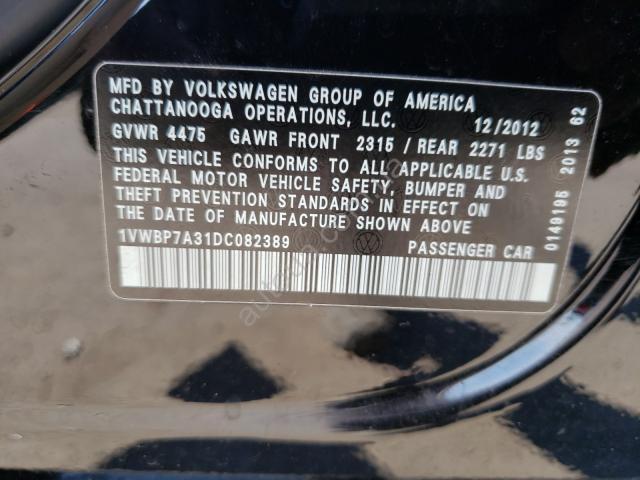 MFD BY VOLKSWAGEN GROUP OF AMERICA
CHATTANOOGA OPERATIONS, LLC. 12/2012
GVWR 4475 GAWR FRONT 2315 / REAR 2271 LBS
THIS VEHICLE CONFORMS TO ALL APPLICABLE U.S.
FEDERAL MOTOR VEHICLE SAFETY, BUMPER AND
THEFT PREVENTION STANDARDS IN EFFECT ON
THE DATE OF MANUFACTURE SHOWN ABOVE
1VWBP7A31DC082389 PASSENGER CAR
0149195 2013 62